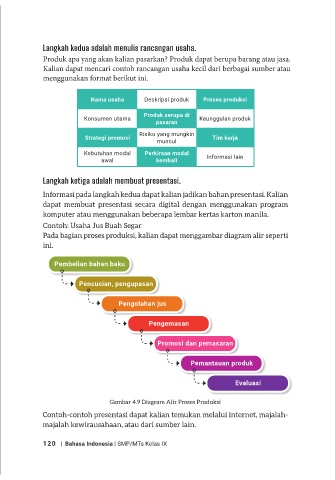 Langkah kedua adalah menulis rancangan usaha.
Produk apa yang akan kalian pasarkan? Produk dapat berupa barang atau jasa.
Kalian dapat mencari contoh rancangan usaha kecil dari berbagai sumber atau
menggunakan format berikut ini.
Nama usaha Deskripsi produk Proses produksi
Konsumen utama Produk serupa di pasaran Keunggulan produk
Strategi promosi Risiko yang mungkin muncul Tim kerja
Kebutuhan modal awal Perkiraan modal kembali Informasi lain
Langkah ketiga adalah membuat presentasi.
Informasi pada langkah kedua dapat kalian jadikan bahan presentasi. Kalian
dapat membuat presentasi secara digital dengan menggunakan program
komputer atau menggunakan beberapa lembar kertas karton manila.
Contoh: Usaha Jus Buah Segar
Pada bagian proses produksi, kalian dapat menggambar diagram alir seperti
ini.
Pembelian bahan baku
Pencucian, pengupasan
Pengolahan jus
Pengemasan
Promosi dan pemasaran
Pemantauan produk
Evaluasi
Gambar 4.9 Diagram Alir Proses Produksi
Contoh-contoh presentasi dapat kalian temukan melalui internet, majalah-
majalah kewirausahaan, atau dari sumber lain.
120 | Bahasa Indonesia | SMP/MTs Kelas IX